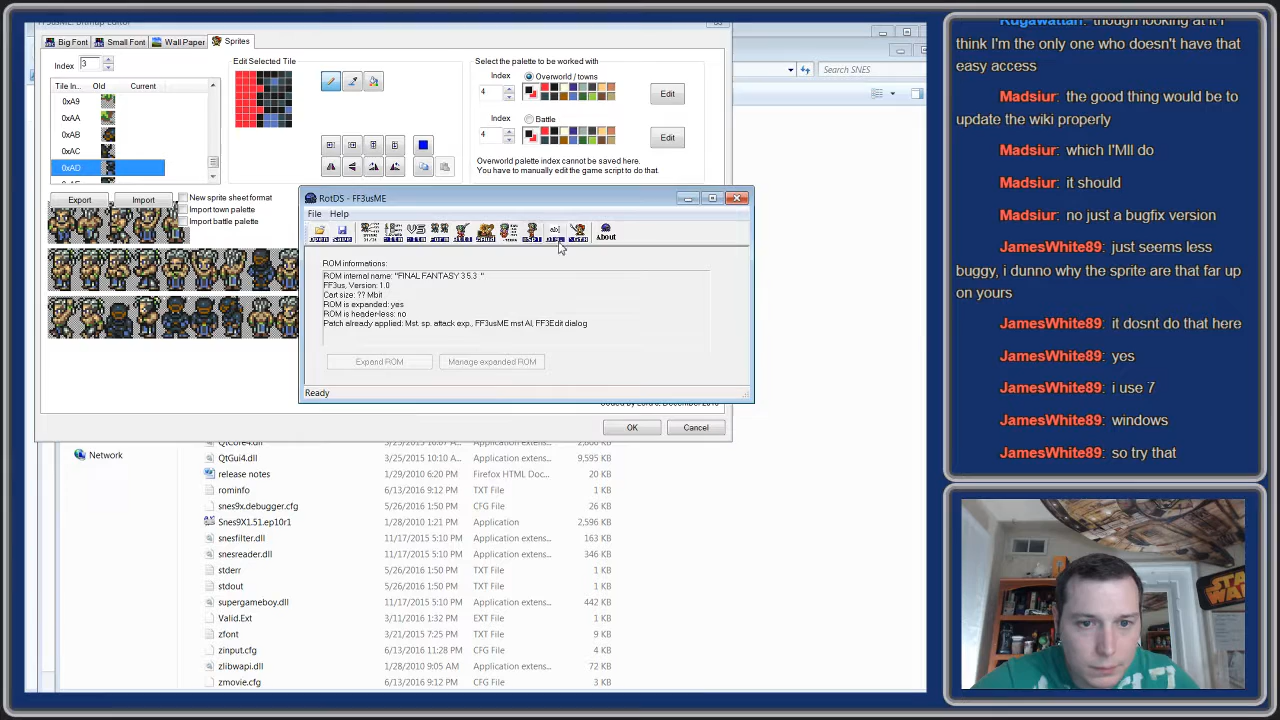 FF3usME: Bitmap Editor
Big Font
Small Font
Wall Paper
Sprites
Index
3
Tile In...
Old
Current
0xA9
0xAA
0xAB
0xAC
0xAD
Edit Selected Tile
Select the palette to be worked with
Index
Overworld / towns
4
Edit
Index
Battle
4
Edit
Overworld palette index cannot be saved here.
You have to manually edit the game script to do that.
Export
Import
New sprite sheet format
Import town palette
Import battle palette
RotDS - FF3usME
File
Help
Open
Save
About
ROM informations:
ROM internal name: "FINAL FANTASY 3 5.3 "
FF3us, Version: 1.0
Cart size: ?? Mbit
ROM is expanded: yes
ROM is header-less: no
Patch already applied: Mst. sp. attack exp., FF3usME mst AI, FF3Edit dialog
Expand ROM
Manage expanded ROM
Ready
OK
Cancel
Search SNES
Network
QtGui4.dll 3/25/2015 10:10 A... Application extens... 9,595 KB
release notes 1/29/2010 6:20 PM Firefox HTML Doc... 20 KB
rominfo 6/13/2016 9:12 PM TXT File 1 KB
snes9x.debugger.cfg 5/26/2016 1:50 PM CFG File 26 KB
Snes9X1.51.ep10r1 1/28/2010 1:21 PM Application 2,596 KB
snesfilter.dll 11/17/2015 5:10 PM Application extens... 163 KB
snesreader.dll 11/17/2015 5:10 PM Application extens... 346 KB
stderr 5/26/2016 1:50 PM TXT File 1 KB
stdout 5/26/2016 1:50 PM TXT File 1 KB
supergameboy.dll 11/17/2015 5:10 PM Application extens... 442 KB
Valid.Ext 3/11/2016 1:32 PM EXT File 1 KB
zfont 3/21/2015 7:25 PM TXT File 9 KB
zinput.cfg 6/13/2016 11:28 PM CFG File 4 KB
zlibwapi.dll 1/28/2010 9:05 AM Application extens... 72 KB
zmovie.cfg 6/13/2016 9:12 PM CFG File 3 KB
Rugawattan: though looking at it I
think I'm the only one who doesn't have that
easy access
Madsiur: the good thing would be to
update the wiki properly
Madsiur: which I'Mll do
Madsiur: it should
Madsiur: no just a bugfix version
JamesWhite89: just seems less
buggy, i dunno why the sprite are that far up
on yours
JamesWhite89: it dosnt do that here
JamesWhite89: yes
JamesWhite89: i use 7
JamesWhite89: windows
JamesWhite89: so try that
STAR
WA